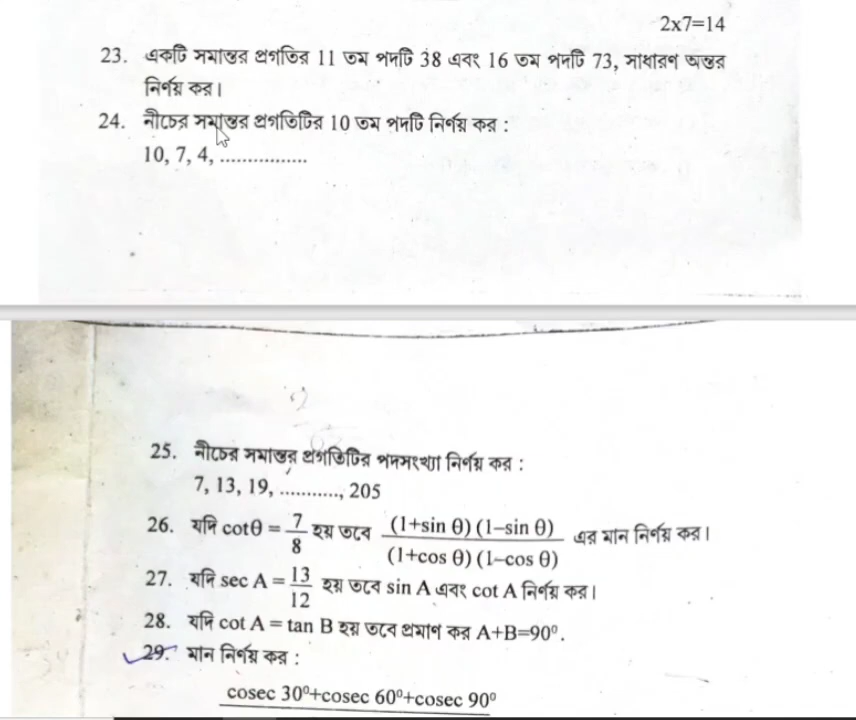 2x7=14
23. একটি সমান্তর প্রগতির 11 তম পদটি 38 এবং 16 তম পদটি 73, সাধারণ অন্তর
নির্ণয় কর।
24. নীচের সমান্তর প্রগতিটির 10 তম পদটি নির্ণয় কর :
10, 7, 4, ................
25. নীচের সমান্তর প্রগতিটির পদসংখ্যা নির্ণয় কর :
7, 13, 19, ..........., 205
26. যদি cotθ = 7/8 হয় তবে (1+sin θ) (1–sin θ)/(1+cos θ) (1–cos θ) এর মান নির্ণয় কর।
27. যদি sec A = 13/12 হয় তবে sin A এবং cot A নির্ণয় কর।
28. যদি cot A = tan B হয় তবে প্রমাণ কর A+B=90⁰.
29. মান নির্ণয় কর :
cosec 30⁰+cosec 60⁰+cosec 90⁰